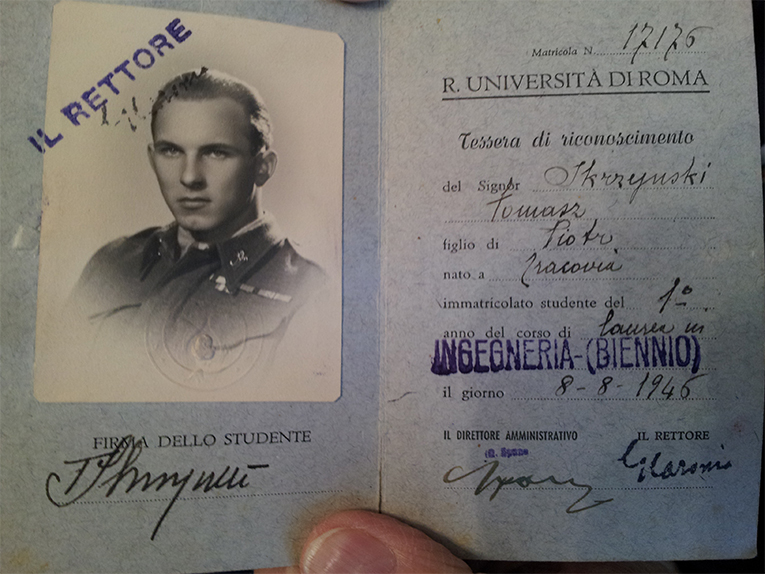 IL RETTORE
FIRMA DELLO STUDENTE
Matricola N. 17176
R. UNIVERSITÀ DI ROMA
Tessera di riconoscimento
del Signor Skrzynski
Tomasz
figlio di Piotr
nato a Cracovia
immatricolato studente del 1º
anno del corso di laurea in
INGEGNERIA-(BIENNIO)
il giorno 8-8-1946
IL DIRETTORE AMMINISTRATIVO IL RETTORE